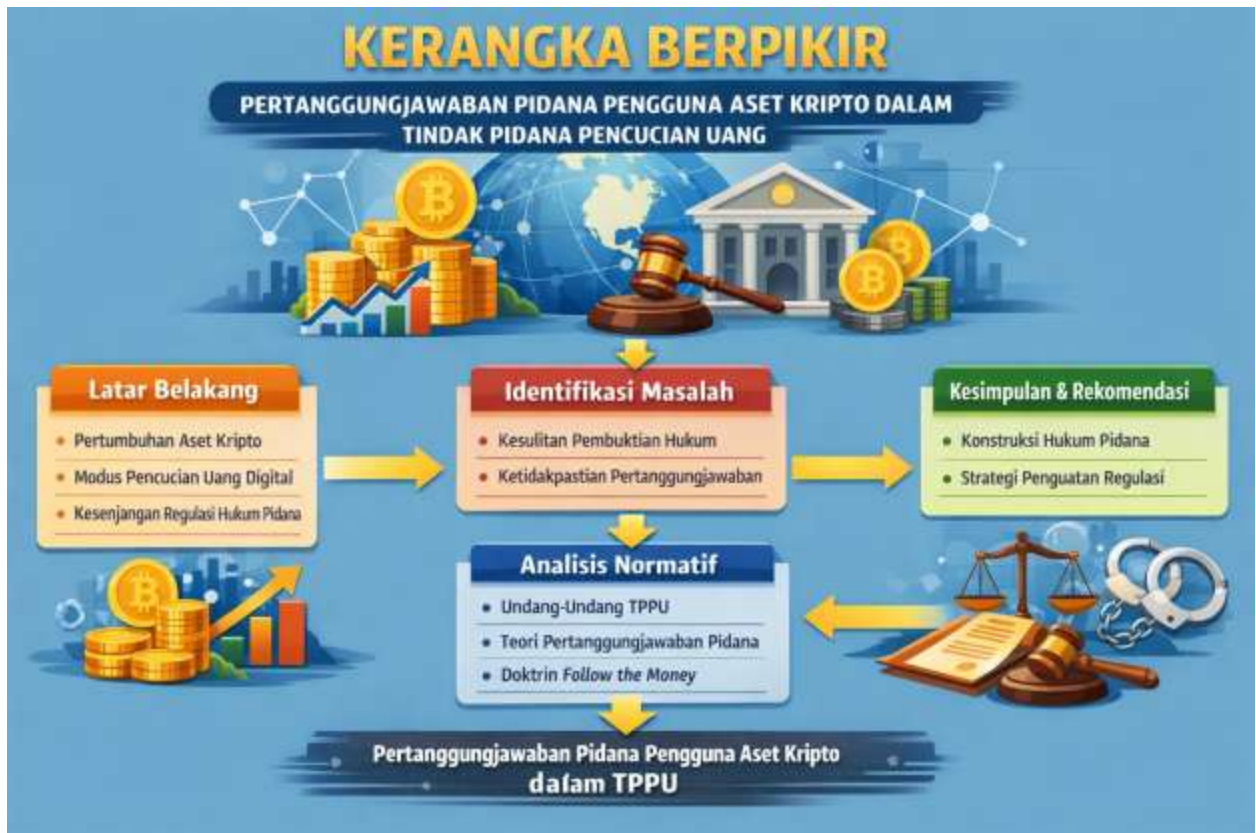 KERANGKA BERPIKIR
PERTANGGUNGJAWABAN PIDANA PENGGUNA ASET KRIPTO DALAM
TINDAK PIDANA PENCUCIAN UANG
Latar Belakang
• Pertumbuhan Aset Kripto
• Modus Pencucian Uang Digital
• Kesenjangan Regulasi Hukum Pidana
Identifikasi Masalah
• Kesulitan Pembuktian Hukum
• Ketidakpastian Pertanggungjawaban
Kesimpulan & Rekomendasi
• Konstruksi Hukum Pidana
• Strategi Penguatan Regulasi
Analisis Normatif
• Undang-Undang TPPU
• Teori Pertanggungjawaban Pidana
• Doktrin Follow the Money
Pertanggungjawaban Pidana Pengguna Aset Kripto
dalam TPPU